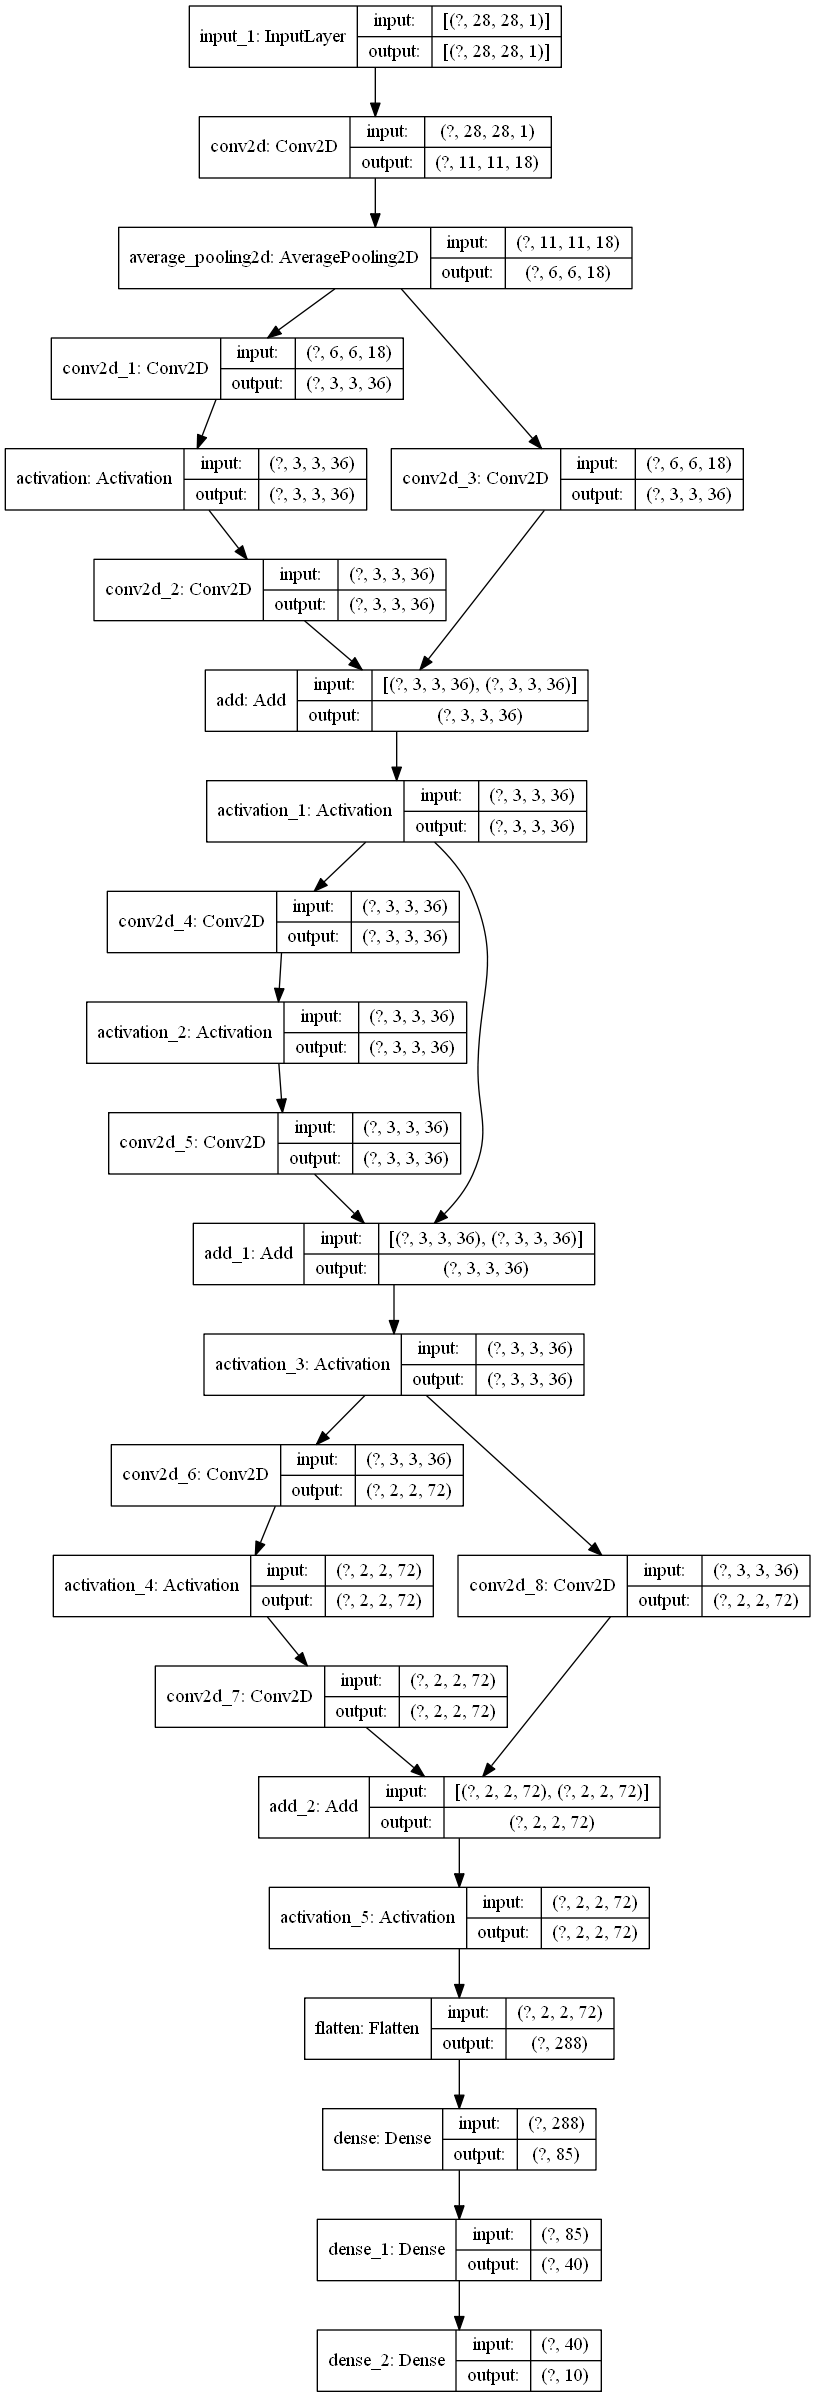 input_1: InputLayer
input: [(?, 28, 28, 1)]
output: [(?, 28, 28, 1)]
conv2d: Conv2D
input: (?, 28, 28, 1)
output: (?, 11, 11, 18)
average_pooling2d: AveragePooling2D
input: (?, 11, 11, 18)
output: (?, 6, 6, 18)
conv2d_1: Conv2D
input: (?, 6, 6, 18)
output: (?, 3, 3, 36)
activation: Activation
input: (?, 3, 3, 36)
output: (?, 3, 3, 36)
conv2d_3: Conv2D
input: (?, 6, 6, 18)
output: (?, 3, 3, 36)
conv2d_2: Conv2D
input: (?, 3, 3, 36)
output: (?, 3, 3, 36)
add: Add
input: [(?, 3, 3, 36), (?, 3, 3, 36)]
output: (?, 3, 3, 36)
activation_1: Activation
input: (?, 3, 3, 36)
output: (?, 3, 3, 36)
conv2d_4: Conv2D
input: (?, 3, 3, 36)
output: (?, 3, 3, 36)
activation_2: Activation
input: (?, 3, 3, 36)
output: (?, 3, 3, 36)
conv2d_5: Conv2D
input: (?, 3, 3, 36)
output: (?, 3, 3, 36)
add_1: Add
input: [(?, 3, 3, 36), (?, 3, 3, 36)]
output: (?, 3, 3, 36)
activation_3: Activation
input: (?, 3, 3, 36)
output: (?, 3, 3, 36)
conv2d_6: Conv2D
input: (?, 3, 3, 36)
output: (?, 2, 2, 72)
activation_4: Activation
input: (?, 2, 2, 72)
output: (?, 2, 2, 72)
conv2d_8: Conv2D
input: (?, 3, 3, 36)
output: (?, 2, 2, 72)
conv2d_7: Conv2D
input: (?, 2, 2, 72)
output: (?, 2, 2, 72)
add_2: Add
input: [(?, 2, 2, 72), (?, 2, 2, 72)]
output: (?, 2, 2, 72)
activation_5: Activation
input: (?, 2, 2, 72)
output: (?, 2, 2, 72)
flatten: Flatten
input: (?, 2, 2, 72)
output: (?, 288)
dense: Dense
input: (?, 288)
output: (?, 85)
dense_1: Dense
input: (?, 85)
output: (?, 40)
dense_2: Dense
input: (?, 40)
output: (?, 10)